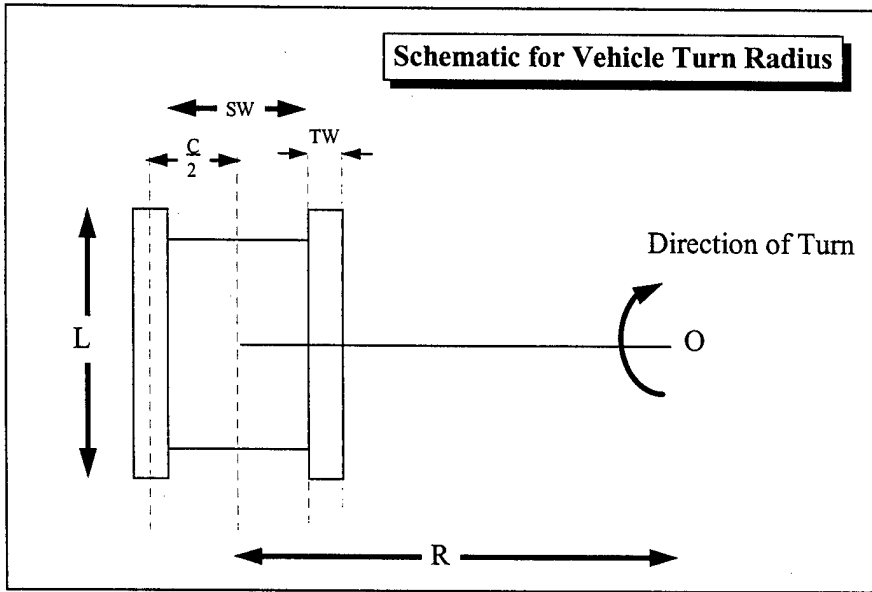 Schematic for Vehicle Turn Radius
SW
TW
C
2
Direction of Turn
L
O
R